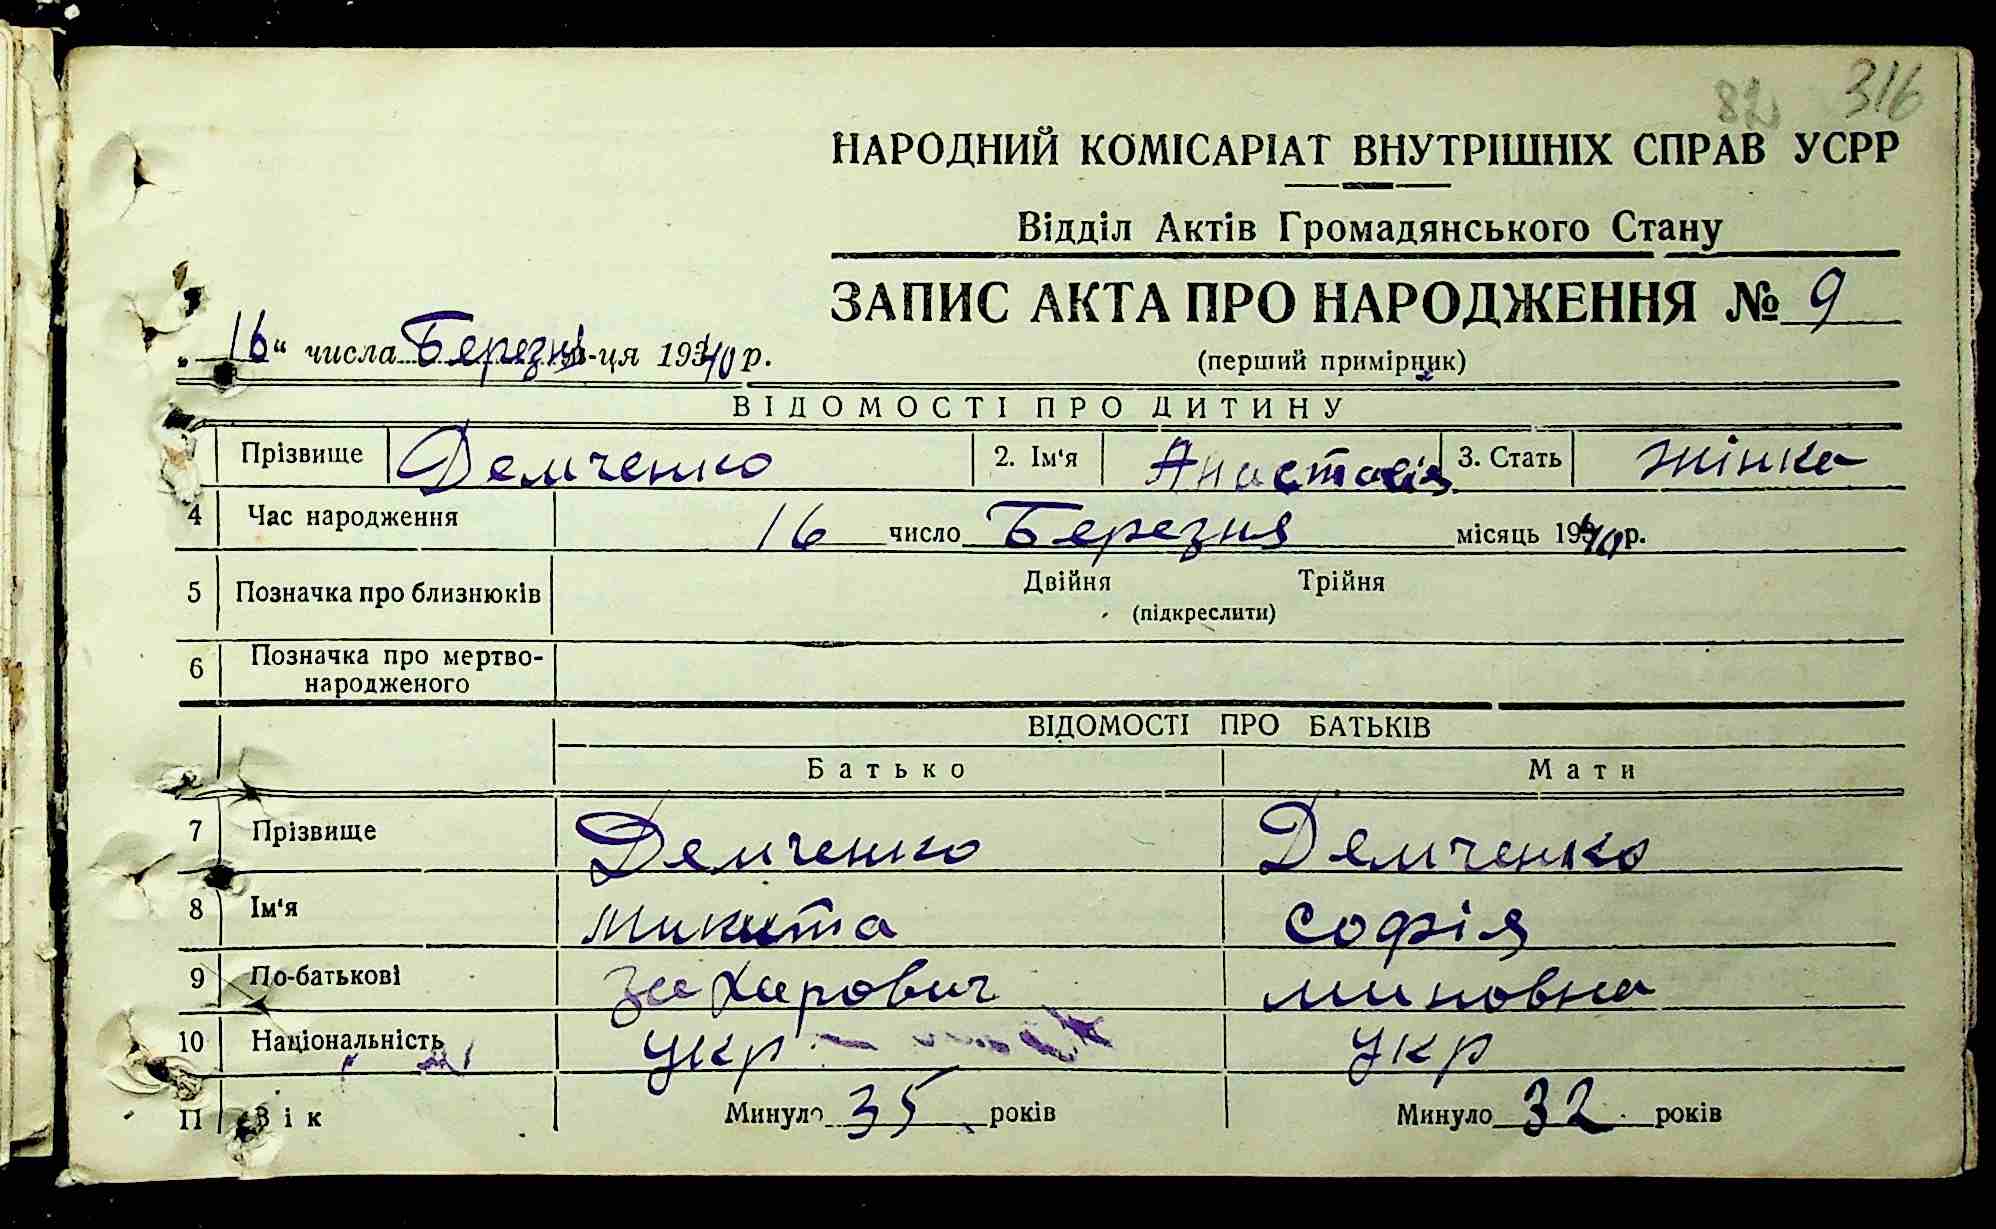 82 316
НАРОДНИЙ КОМІСАРІАТ ВНУТРІШНІХ СПРАВ УСРР
Відділ Актів Громадянського Стану
ЗАПИС АКТА ПРО НАРОДЖЕННЯ № 9
„16“ числа Березня м-ця 1940 р.
(перший примірник)
ВІДОМОСТІ ПРО ДИТИНУ
Прізвище Демченко 2. Ім'я Анастасія 3. Стать жінка
4 Час народження 16 число Березня місяць 1940 р.
5 Позначка про близнюків Двійня Трійня
(підкреслити)
6 Позначка про мертво-
народженого
ВІДОМОСТІ ПРО БАТЬКІВ
Батько Мати
7 Прізвище Демченко Демченко
8 Ім'я Микита Софія
9 По-батькові Захарович Миновна
10 Національність укр укр
11 Вік Минуло 35 років Минуло 32 років